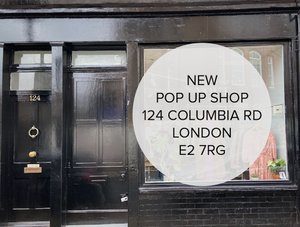 124
NEW
POP UP SHOP
124 COLUMBIA RD
LONDON
E2 7RG